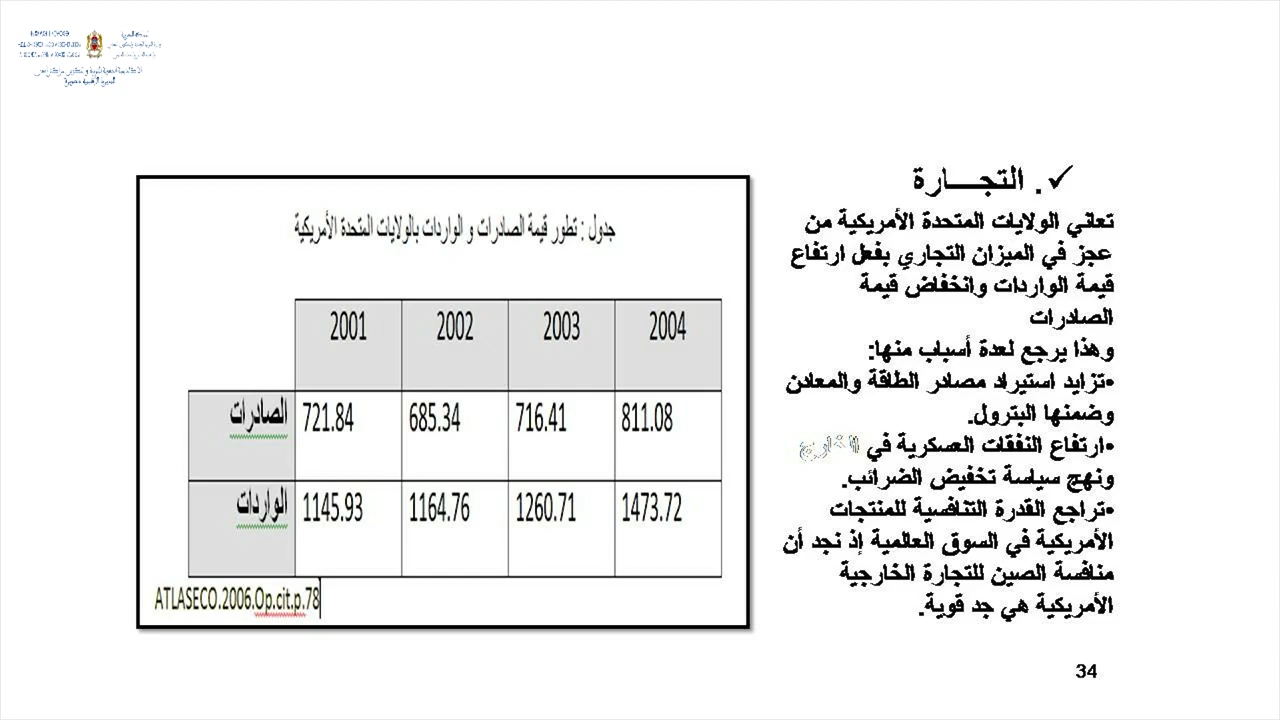 ✓. التجـــارة
تعاني الولايات المتحدة الأمريكية من
عجز في الميزان التجاري بفعل ارتفاع
قيمة الواردات وانخفاض قيمة
الصادرات
وهذا يرجع لعدة أسباب منها:
•تزايد استيراد مصادر الطاقة والمعادن
وضمنها البترول.
•ارتفاع النفقات العسكرية في الخارج
ونهج سياسة تخفيض الضرائب.
•تراجع القدرة التنافسية للمنتجات
الأمريكية في السوق العالمية إذ نجد أن
منافسة الصين للتجارة الخارجية
الأمريكية هي جد قوية.
جدول : تطور قيمة الصادرات و الواردات بالولايات المتحدة الأمريكية
2001 2002 2003 2004
الصادرات 721.84 685.34 716.41 811.08
الواردات 1145.93 1164.76 1260.71 1473.72
ATLASECO.2006.Op.cit.p.78
34